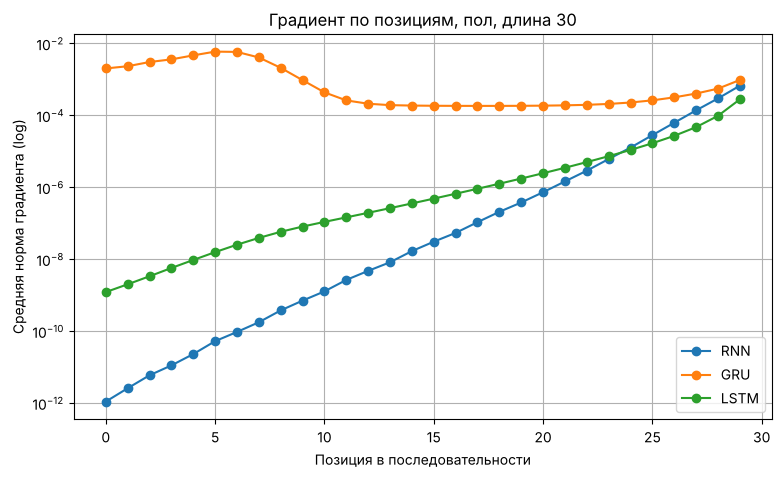 Градиент по позициям, пол, длина 30
Средняя норма градиента (log)
10⁻²
10⁻⁴
10⁻⁶
10⁻⁸
10⁻¹⁰
10⁻¹²
0 5 10 15 20 25 30
Позиция в последовательности
RNN
GRU
LSTM